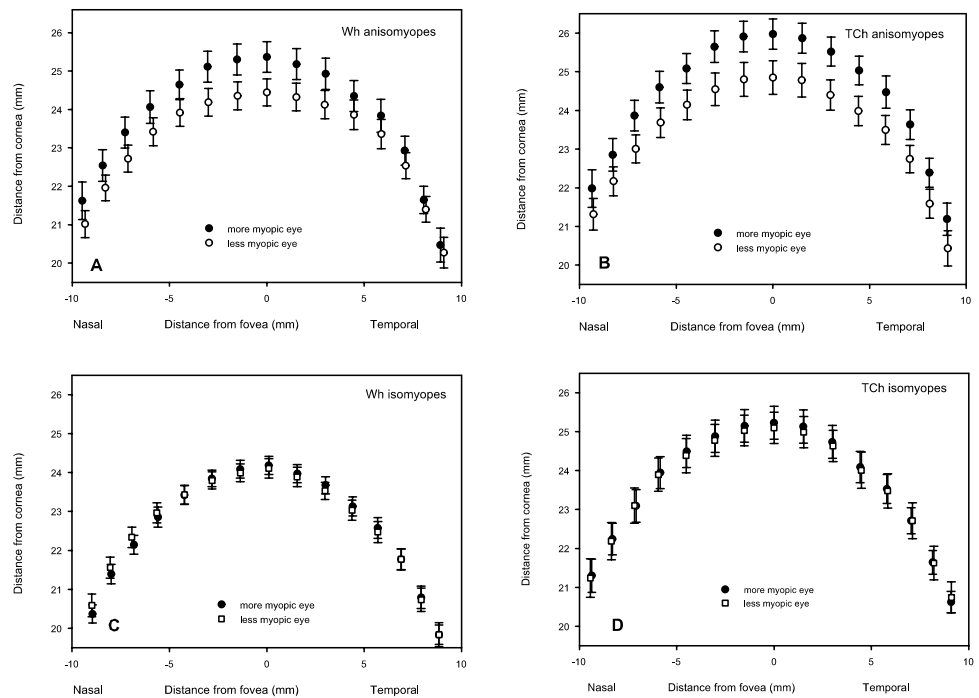 Wh anisomyopes
Distance from cornea (mm)
26
25
24
23
22
21
20
more myopic eye
less myopic eye
A
-10 -5 0 5 10
Nasal Distance from fovea (mm) Temporal
TCh anisomyopes
Distance from cornea (mm)
26
25
24
23
22
21
20
more myopic eye
less myopic eye
B
-10 -5 0 5 10
Nasal Distance from fovea (mm) Temporal
Wh isomyopes
Distance from cornea (mm)
26
25
24
23
22
21
20
more myopic eye
less myopic eye
C
-10 -5 0 5 10
Nasal Distance from fovea (mm) Temporal
TCh isomyopes
Distance from cornea (mm)
26
25
24
23
22
21
20
more myopic eye
less myopic eye
D
-10 -5 0 5 10
Nasal Distance from fovea (mm) Temporal